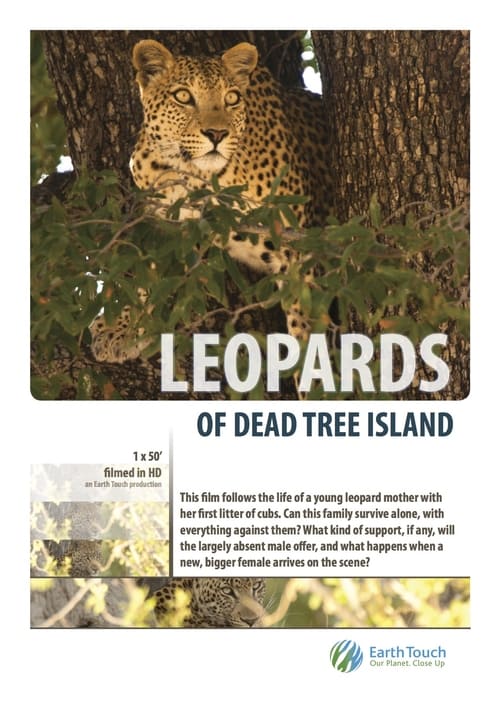 LEOPARDS
OF DEAD TREE ISLAND
1 x 50'
filmed in HD
an Earth Touch production
This film follows the life of a young leopard mother with
her first litter of cubs. Can this family survive alone, with
everything against them? What kind of support, if any, will
the largely absent male offer, and what happens when a
new, bigger female arrives on the scene?
Earth Touch
Our Planet. Close Up